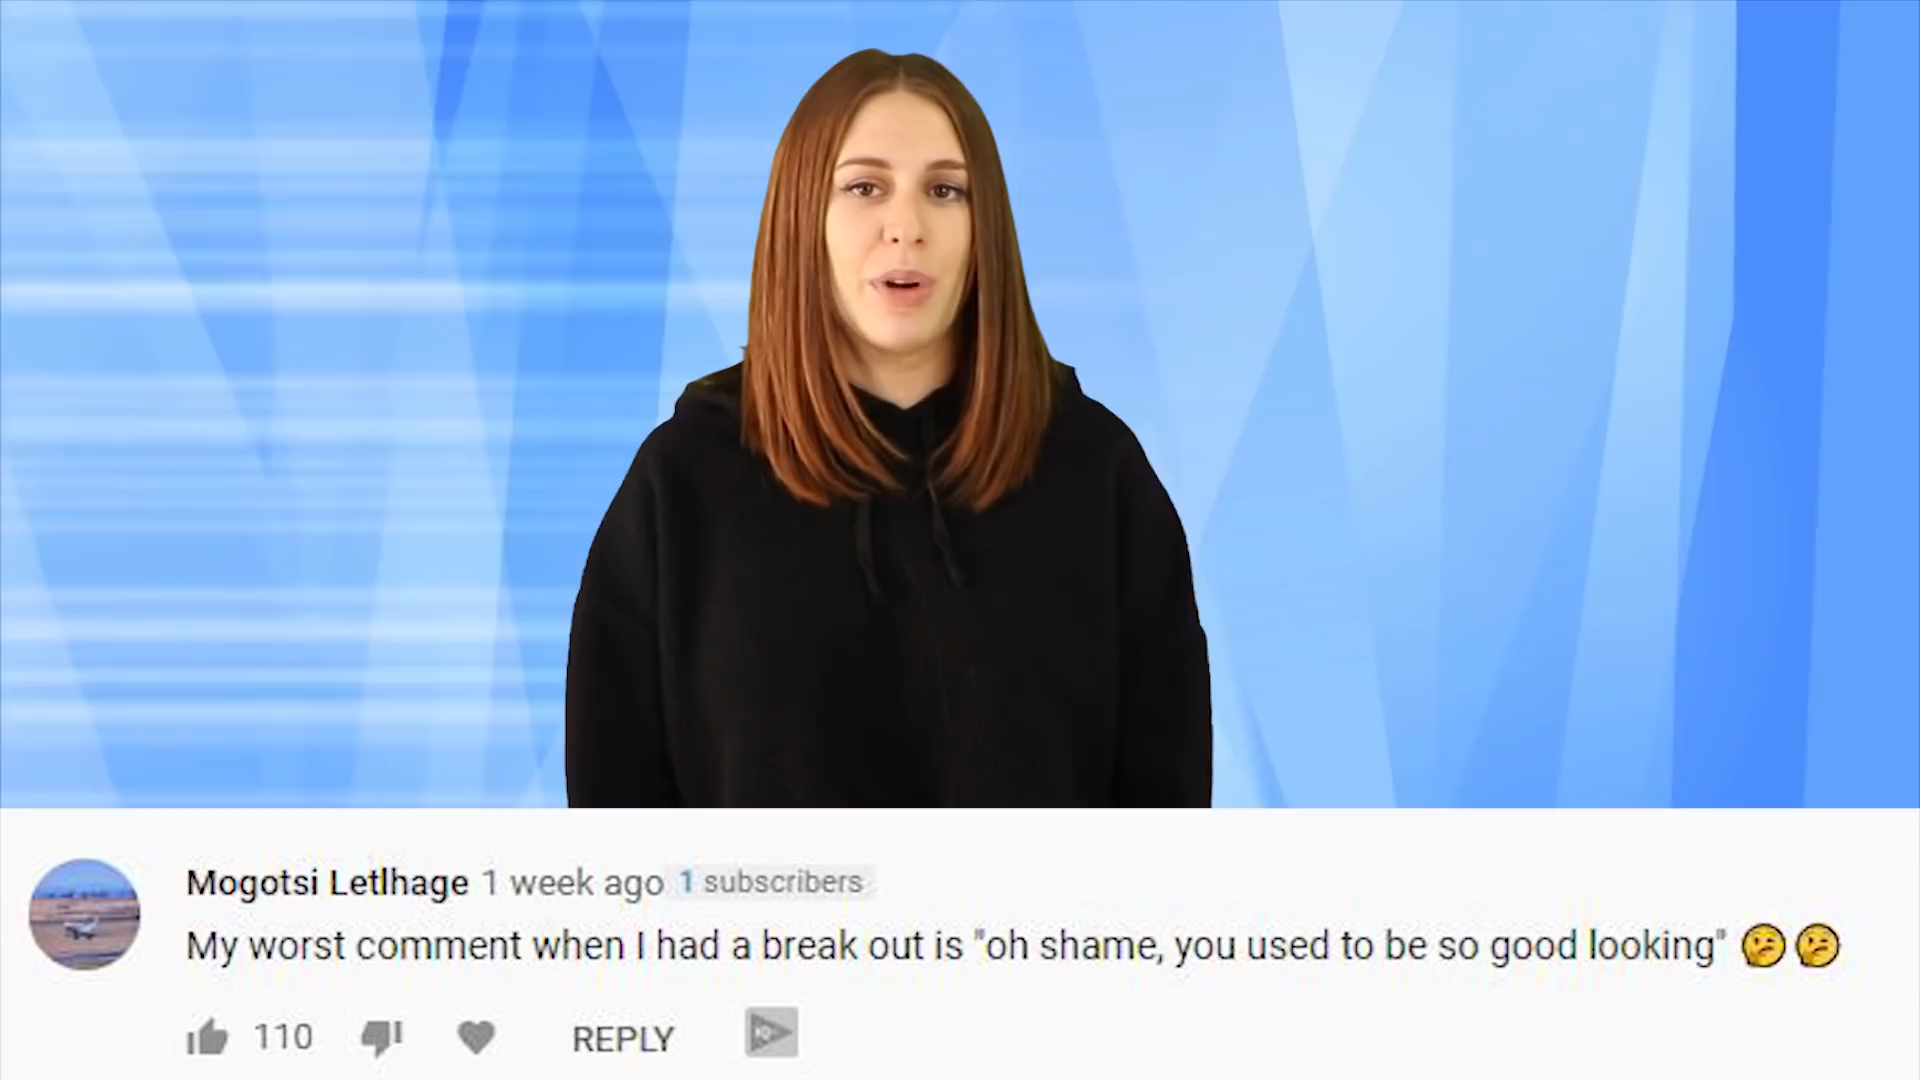 Mogotsi Letlhage 1 week ago 1 subscribers
My worst comment when I had a break out is "oh shame, you used to be so good looking" 🤔🤔
110 REPLY